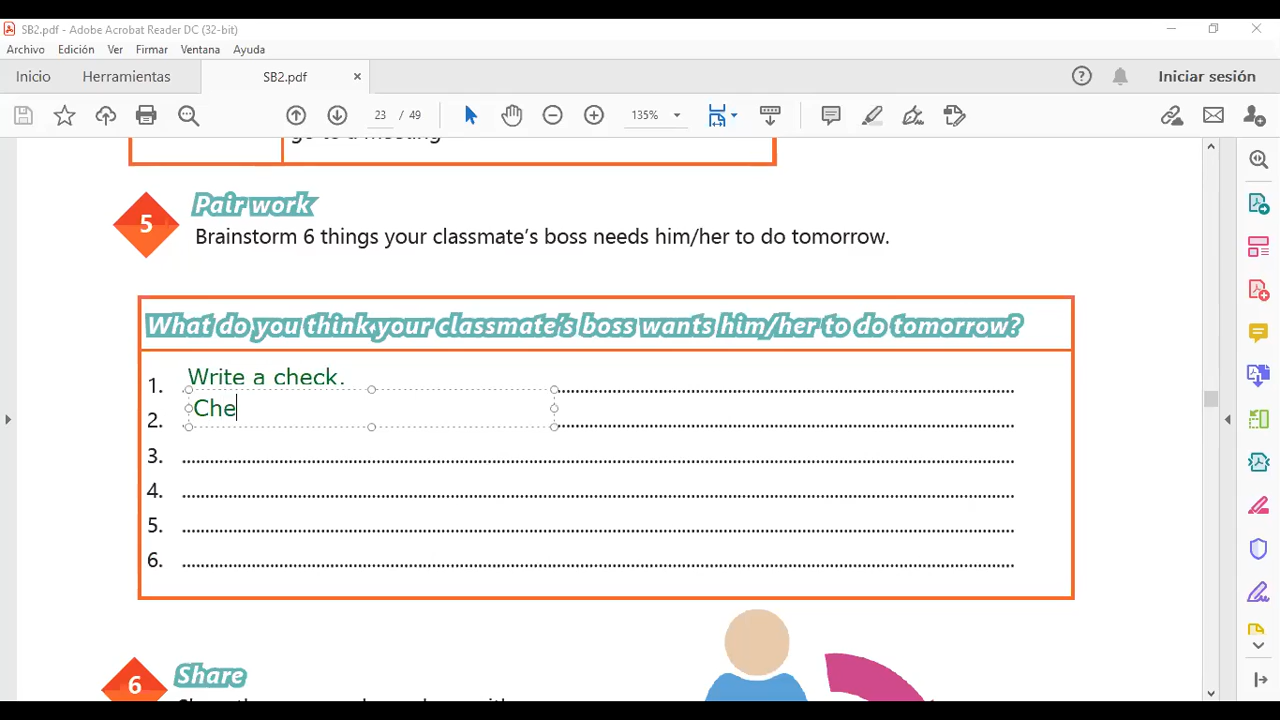 SB2.pdf - Adobe Acrobat Reader DC (32-bit)
Archivo Edición Ver Firmar Ventana Ayuda
Inicio Herramientas SB2.pdf × Iniciar sesión
23 / 49 135%
go to a meeting
5 Pair work
Brainstorm 6 things your classmate's boss needs him/her to do tomorrow.
What do you think your classmate's boss wants him/her to do tomorrow?
1. Write a check.
2. Che
3.
4.
5.
6.
6 Share